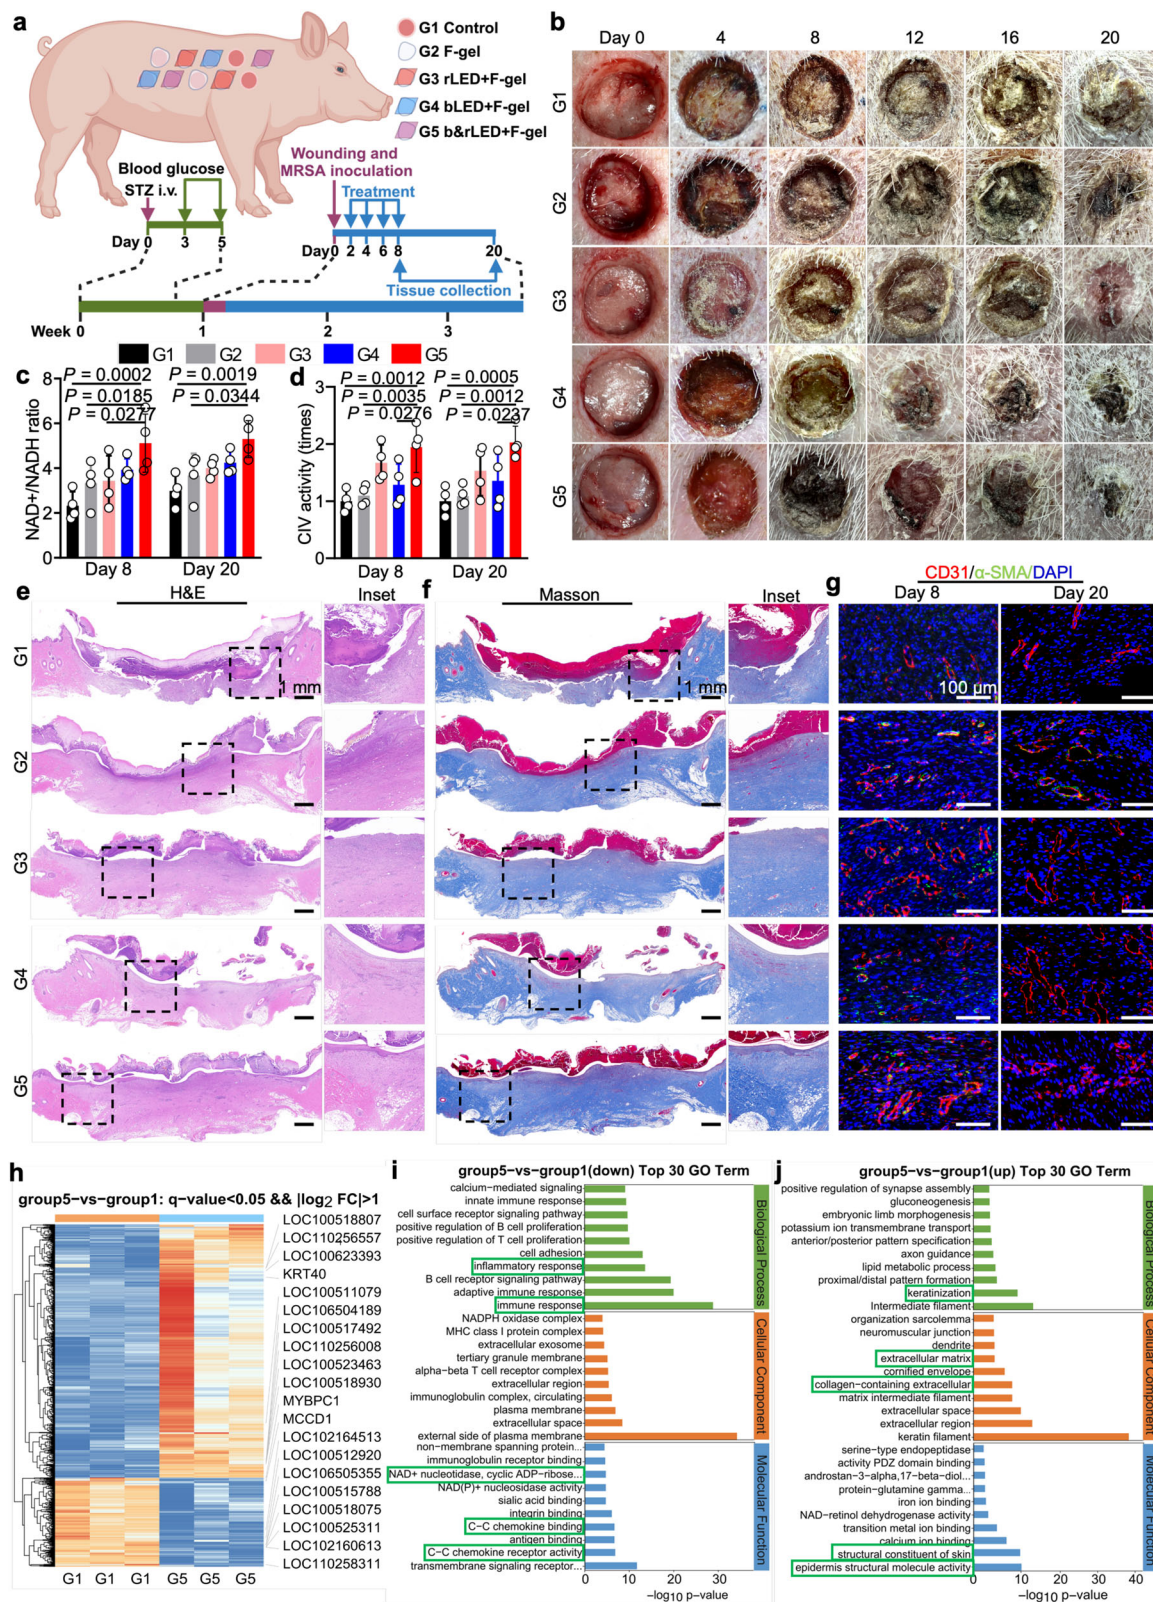 a
G1 Control
G2 F-gel
G3 rLED+F-gel
G4 bLED+F-gel
G5 b&rLED+F-gel
Blood glucose
STZ i.v.
Wounding and
MRSA inoculation
Treatment
Day 0 3 5
Day0 2 4 6 8 20
Tissue collection
Week 0 1 2 3
b
Day 0 4 8 12 16 20
G1
G2
G3
G4
G5
G1 G2 G3 G4 G5
c
P = 0.0002
P = 0.0185
P = 0.0277
P = 0.0019
P = 0.0344
NAD+/NADH ratio
8
6
4
2
0
Day 8 Day 20
d
P = 0.0012
P = 0.0035
P = 0.0276
P = 0.0005
P = 0.0012
P = 0.0237
CIV activity (times)
3
2
1
0
Day 8 Day 20
e
H&E Inset
G1
1 mm
G2
G3
G4
G5
f
Masson Inset
1 mm
g
CD31/α-SMA/DAPI
Day 8 Day 20
100 μm
h
group5-vs-group1: q-value<0.05 && |log2 FC|>1
LOC100518807
LOC110256557
LOC100623393
KRT40
LOC100511079
LOC106504189
LOC100517492
LOC110256008
LOC100523463
LOC100518930
MYBPC1
MCCD1
LOC102164513
LOC100512920
LOC106505355
LOC100515788
LOC100518075
LOC100525311
LOC102160613
LOC110258311
G1 G1 G1 G5 G5 G5
i
group5-vs-group1(down) Top 30 GO Term
calcium-mediated signaling
innate immune response
cell surface receptor signaling pathway
positive regulation of B cell proliferation
positive regulation of T cell proliferation
cell adhesion
inflammatory response
B cell receptor signaling pathway
adaptive immune response
immune response
NADPH oxidase complex
MHC class I protein complex
extracellular exosome
tertiary granule membrane
alpha-beta T cell receptor complex
extracellular region
immunoglobulin complex, circulating
plasma membrane
extracellular space
external side of plasma membrane
non-membrane spanning protein...
immunoglobulin receptor binding
NAD+ nucleotidase, cyclic ADP-ribose...
NAD(P)+ nucleosidase activity
sialic acid binding
integrin binding
C-C chemokine binding
antigen binding
C-C chemokine receptor activity
transmembrane signaling receptor...
0 10 20 30
-log10 p-value
Biological Process
Cellular Component
Molecular Function
j
group5-vs-group1(up) Top 30 GO Term
positive regulation of synapse assembly
gluconeogenesis
embryonic limb morphogenesis
potassium ion transmembrane transport
anterior/posterior pattern specification
axon guidance
lipid metabolic process
proximal/distal pattern formation
keratinization
Intermediate filament
organization sarcolemma
neuromuscular junction
dendrite
extracellular matrix
cornified envelope
collagen-containing extracellular
matrix intermediate filament
extracellular space
extracellular region
keratin filament
serine-type endopeptidase
activity PDZ domain binding
androstan-3-alpha,17-beta-diol...
protein-glutamine gamma...
iron ion binding
NAD-retinol dehydrogenase activity
transition metal ion binding
calcium ion binding
structural constituent of skin
epidermis structural molecule activity
0 10 20 30 40
-log10 p-value
Biological Process
Cellular Component
Molecular Function